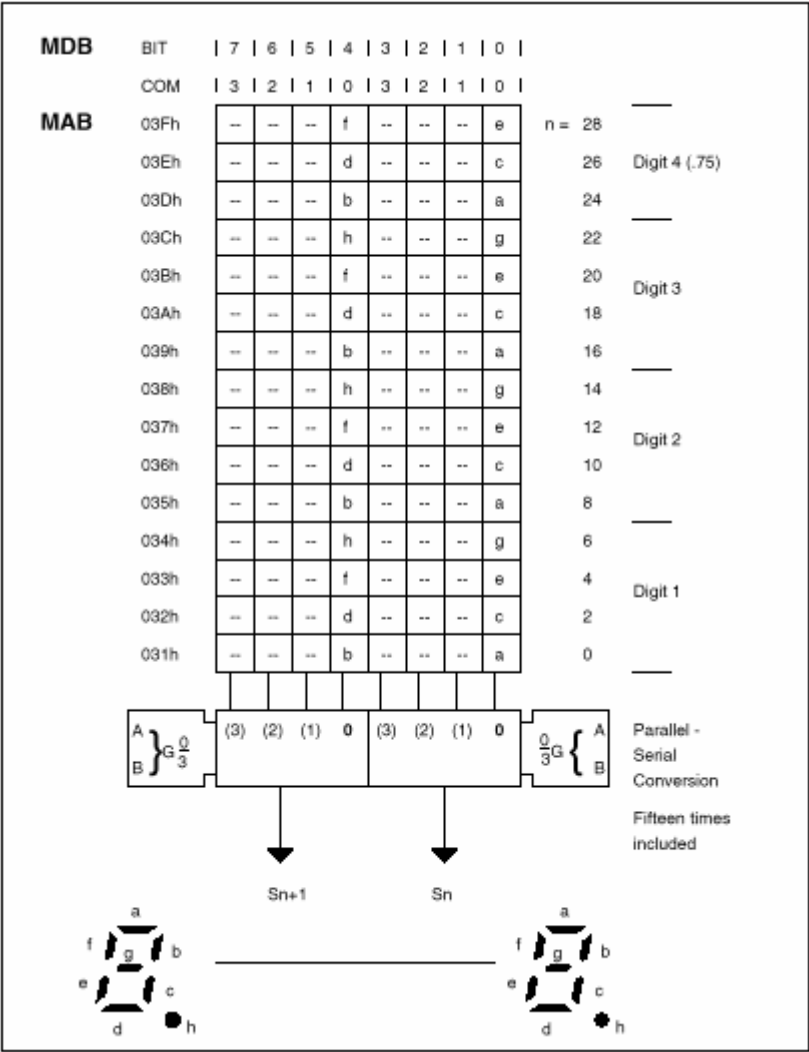 MDB BIT | 7 | 6 | 5 | 4 | 3 | 2 | 1 | 0 |
COM | 3 | 2 | 1 | 0 | 3 | 2 | 1 | 0 |
MAB 03Fh -- -- -- f -- -- -- e n = 28
03Eh -- -- -- d -- -- -- c 26 Digit 4 (.75)
03Dh -- -- -- b -- -- -- a 24
03Ch -- -- -- h -- -- -- g 22
03Bh -- -- -- f -- -- -- e 20
Digit 3
03Ah -- -- -- d -- -- -- c 18
039h -- -- -- b -- -- -- a 16
038h -- -- -- h -- -- -- g 14
037h -- -- -- f -- -- -- e 12
Digit 2
036h -- -- -- d -- -- -- c 10
035h -- -- -- b -- -- -- a 8
034h -- -- -- h -- -- -- g 6
033h -- -- -- f -- -- -- e 4
Digit 1
032h -- -- -- d -- -- -- c 2
031h -- -- -- b -- -- -- a 0
A B } G 0/3 (3) (2) (1) 0 (3) (2) (1) 0 0/3 G { A B
Parallel -
Serial
Conversion
Fifteen times
included
Sn+1 Sn
a a
f g b f g b
e c e c
d h d h